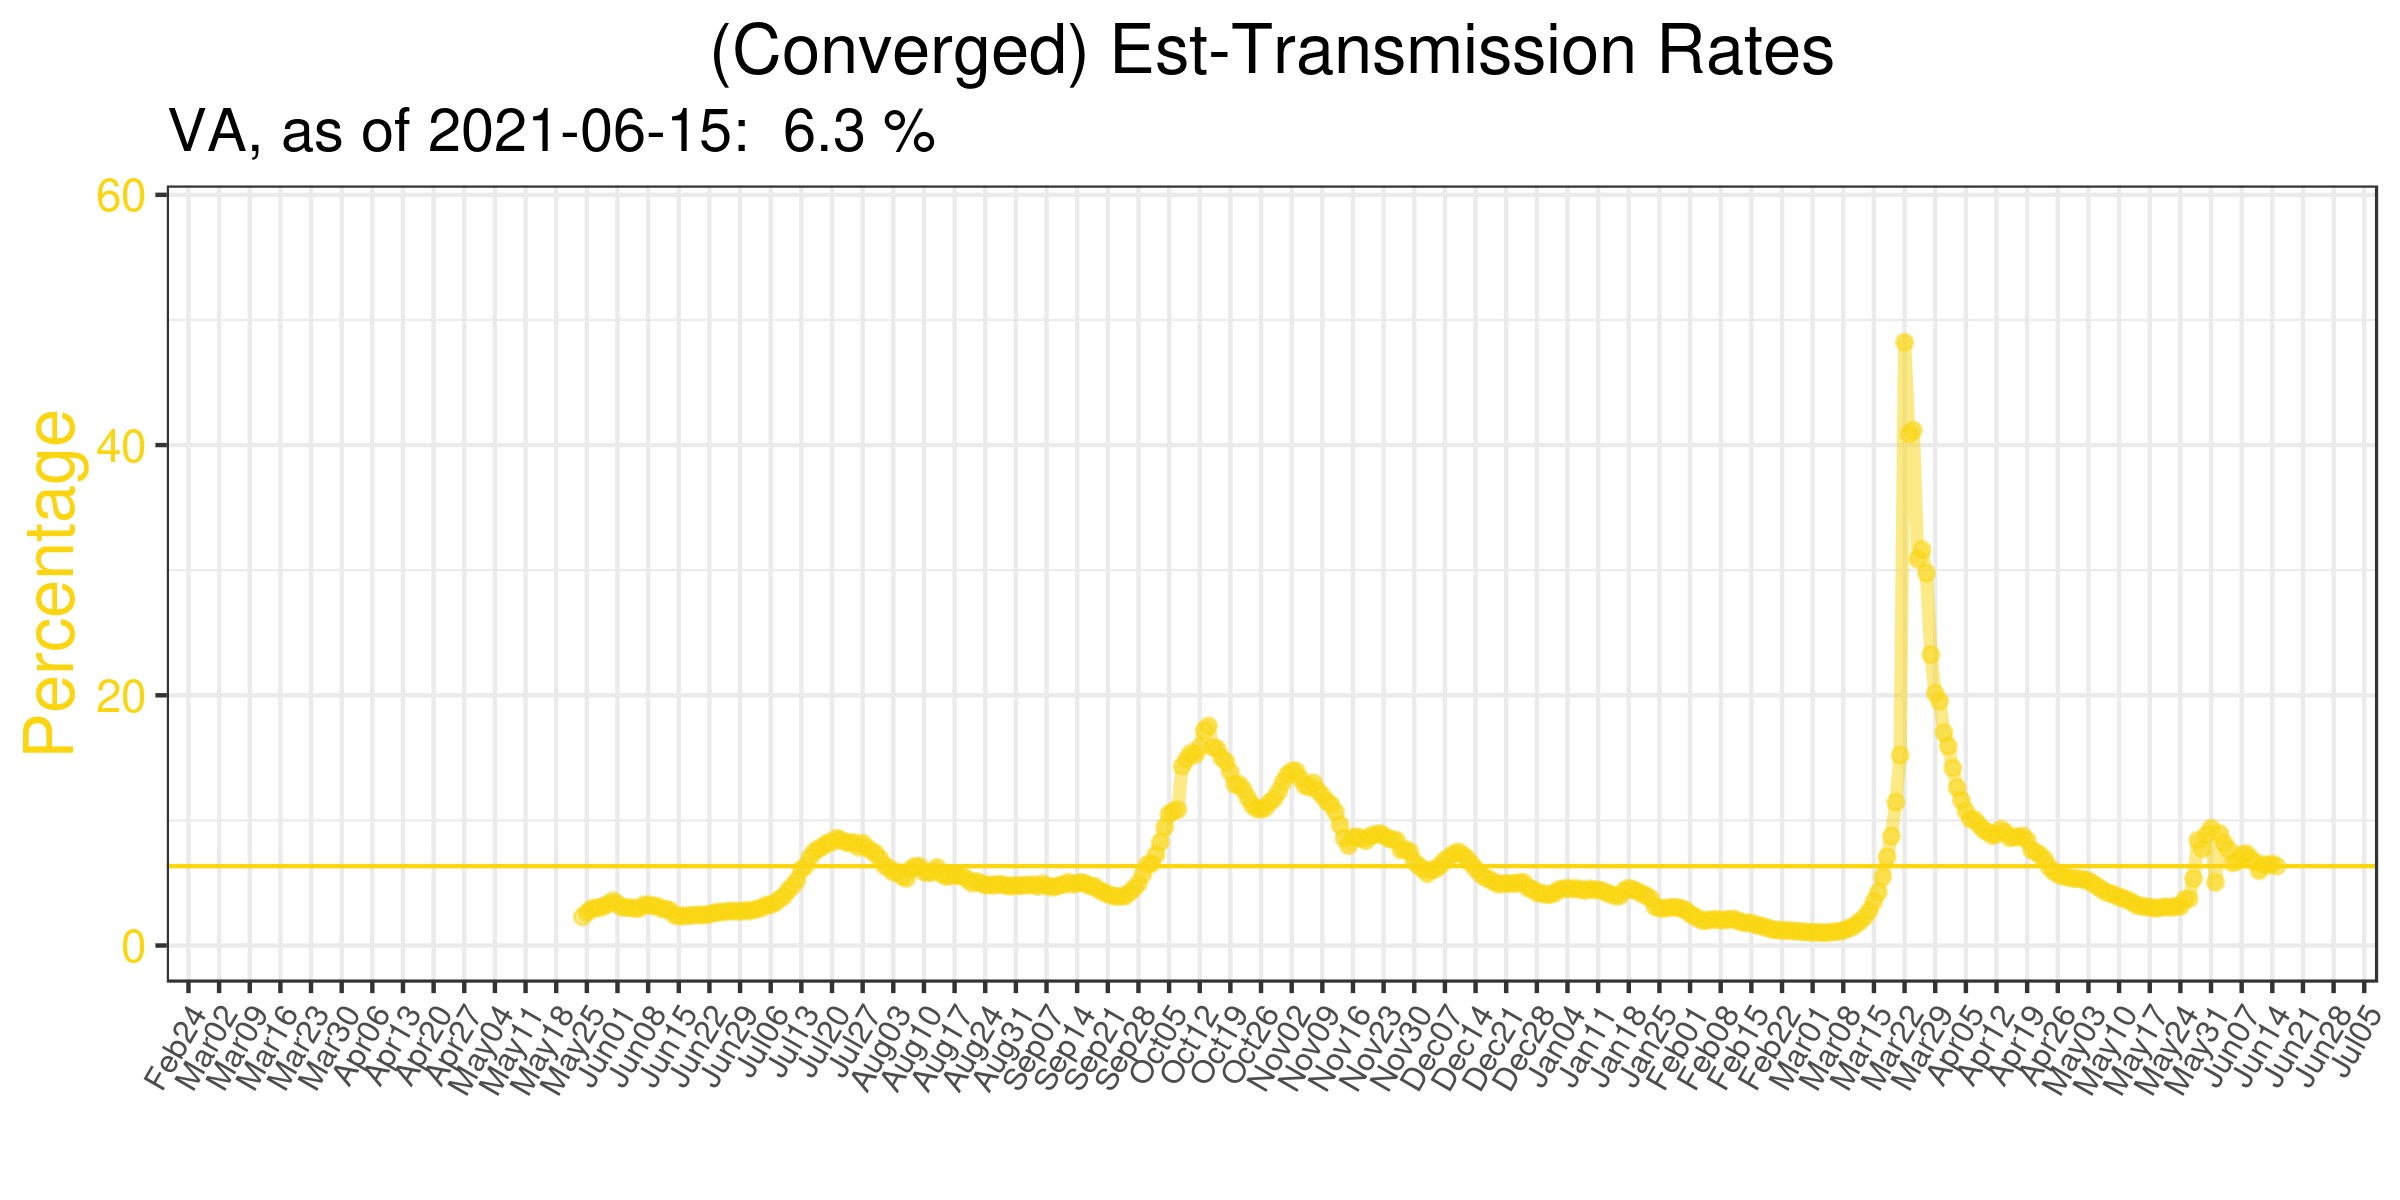 (Converged) Est-Transmission Rates
VA, as of 2021-06-15:  6.3 %
Percentage
60
40
20
0
Feb24
Mar02
Mar09
Mar16
Mar23
Mar30
Apr06
Apr13
Apr20
Apr27
May04
May11
May18
May25
Jun01
Jun08
Jun15
Jun22
Jun29
Jul06
Jul13
Jul20
Jul27
Aug03
Aug10
Aug17
Aug24
Aug31
Sep07
Sep14
Sep21
Sep28
Oct05
Oct12
Oct19
Oct26
Nov02
Nov09
Nov16
Nov23
Nov30
Dec07
Dec14
Dec21
Dec28
Jan04
Jan11
Jan18
Jan25
Feb01
Feb08
Feb15
Feb22
Mar01
Mar08
Mar15
Mar22
Mar29
Apr05
Apr12
Apr19
Apr26
May03
May10
May17
May24
May31
Jun07
Jun14
Jun21
Jun28
Jul05